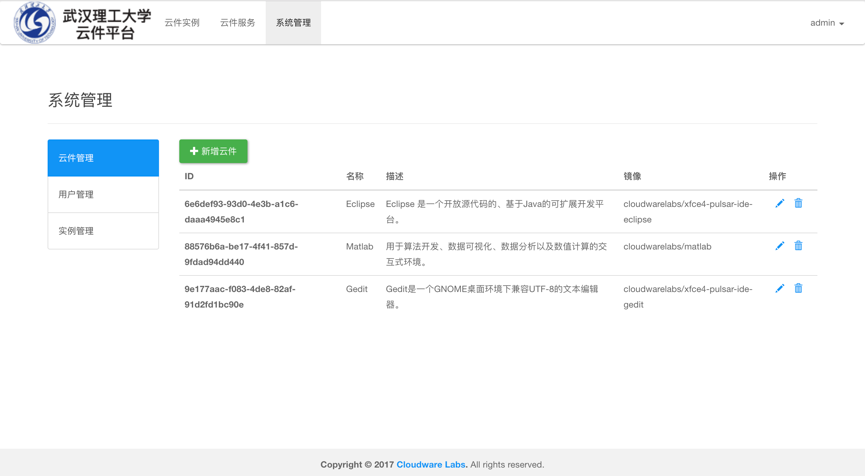 武汉理工大学
云件平台
云件实例 云件服务 系统管理 admin
系统管理
云件管理
用户管理
实例管理
新增云件
ID 名称 描述 镜像 操作
6e6def93-93d0-4e3b-a1c6- Eclipse Eclipse 是一个开放源代码的、基于Java的可扩展开发平 cloudwarelabs/xfce4-pulsar-ide-
daaa4945e8c1 台。 eclipse
88576b6a-be17-4f41-857d- Matlab 用于算法开发、数据可视化、数据分析以及数值计算的交 cloudwarelabs/matlab
9fdad94dd440 互式环境。
9e177aac-f083-4de8-82af- Gedit Gedit是一个GNOME桌面环境下兼容UTF-8的文本编辑 cloudwarelabs/xfce4-pulsar-ide-
91d2fd1bc90e 器。 gedit
Copyright © 2017 Cloudware Labs. All rights reserved.